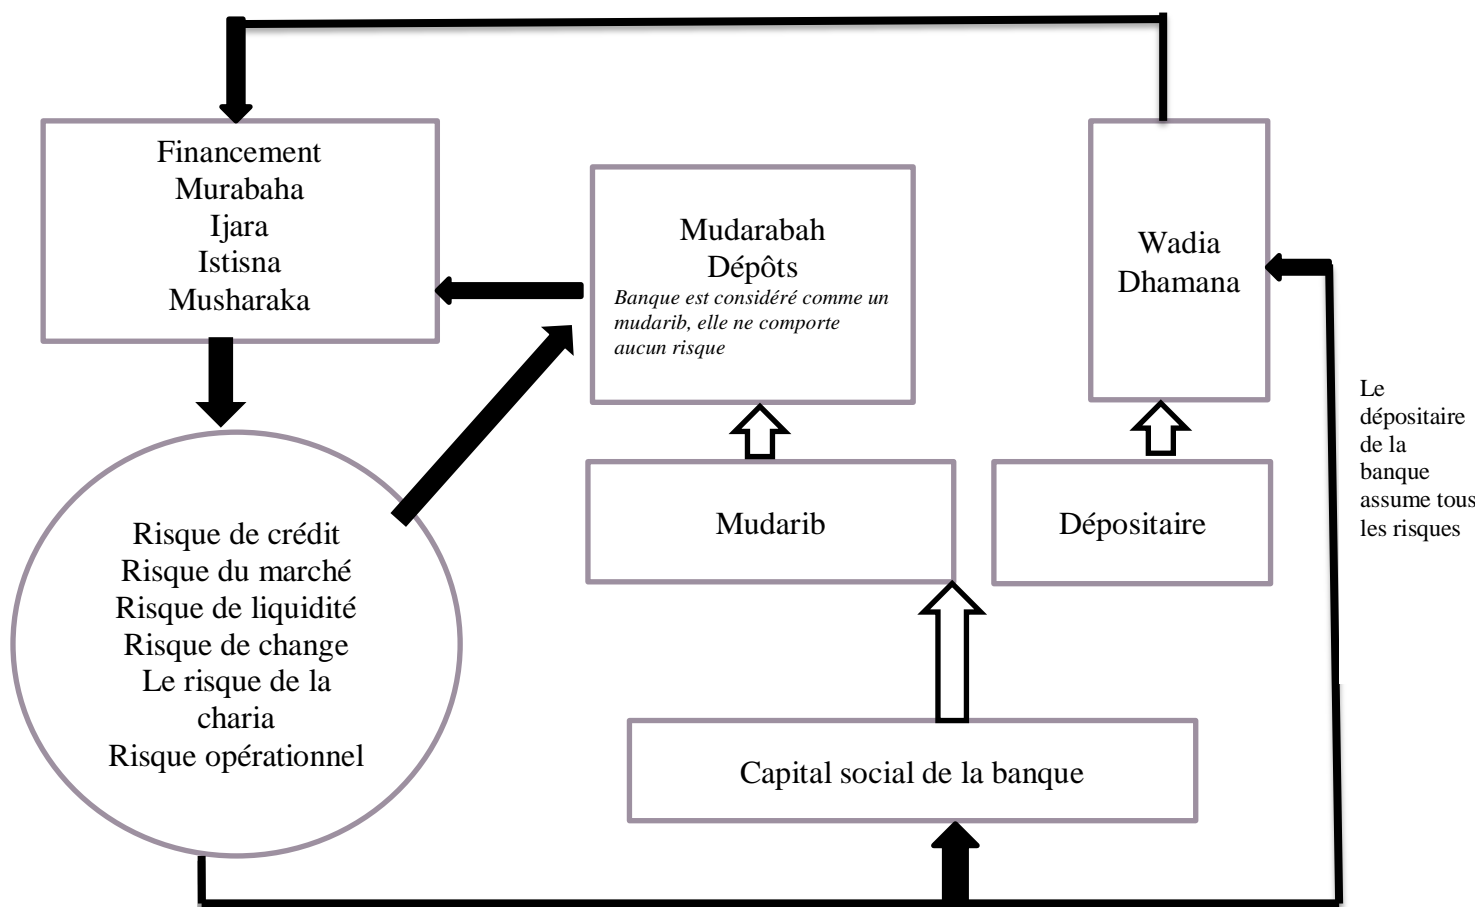 Financement
Murabaha
Ijara
Istisna
Musharaka
Mudarabah
Dépôts
Banque est considéré comme un
mudarib, elle ne comporte
aucun risque
Wadia
Dhamana
Le
dépositaire
de la
banque
assume tous
les risques
Mudarib
Dépositaire
Risque de crédit
Risque du marché
Risque de liquidité
Risque de change
Le risque de la
charia
Risque opérationnel
Capital social de la banque